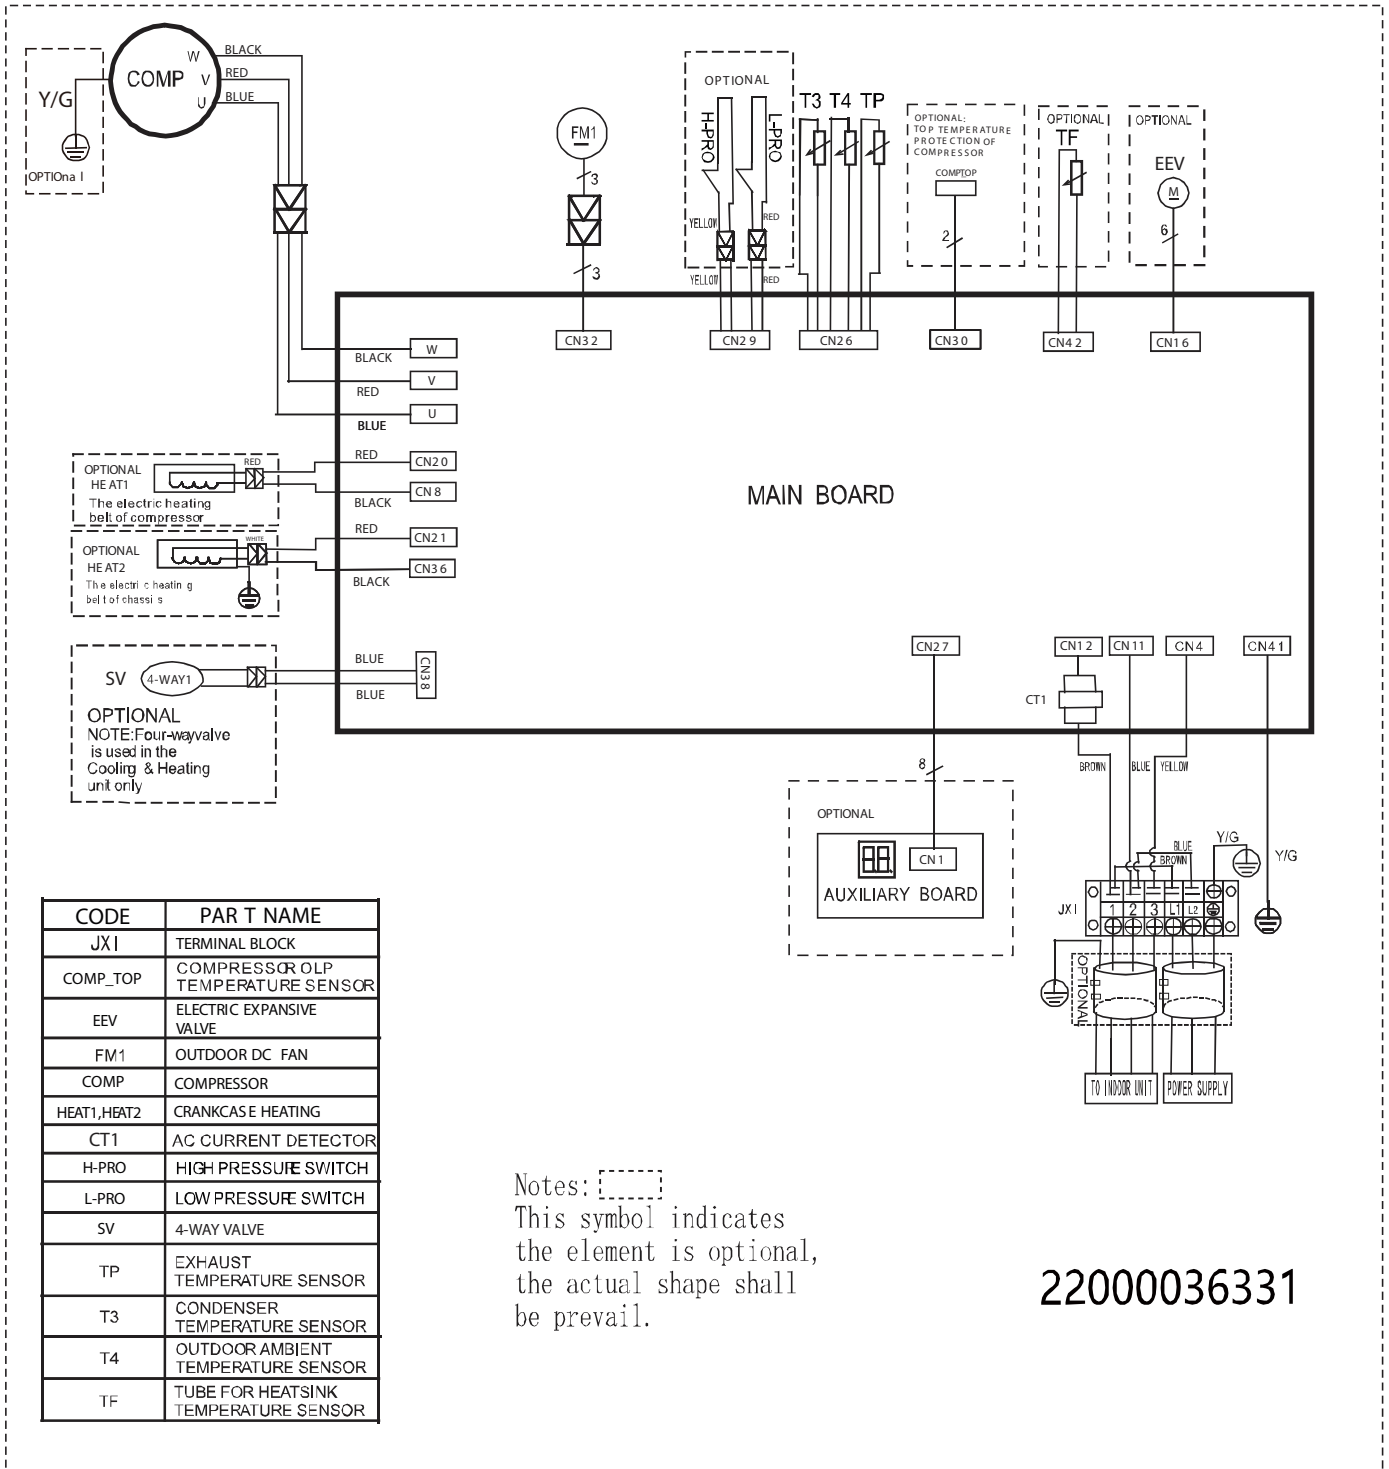 BLACK
W
COMP
V
RED
U
BLUE
Y/G
OPTIOna l
FM1
3
3
OPTIONAL
H-PRO
L-PRO
YELLOW
RED
YELLOW
RED
T3 T4 TP
OPTIONAL:
TOP TEMPERATURE
PROTECTION OF
COMPRESSOR
COMPTOP
2
OPTIONAL
TF
OPTIONAL
EEV
M
6
CN32
CN29
CN26
CN30
CN42
CN16
BLACK
W
RED
V
BLUE
U
OPTIONAL
HEAT1
RED
The electric heating
belt of compressor
RED
CN20
BLACK
CN8
OPTIONAL
HEAT2
WHITE
The electric heating
belt of chassis
RED
CN21
BLACK
CN36
MAIN BOARD
SV
4-WAY1
BLUE
BLUE
CN38
OPTIONAL
NOTE:Four-wayvalve
is used in the
Cooling & Heating
unit only
CN27
CN12
CN11
CN4
CN41
CT1
8
BROWN
BLUE
YELLOW
OPTIONAL
CN1
AUXILIARY BOARD
BLUE
BROWN
Y/G
Y/G
JX1
1 2 3 L1 L2
OPTIONAL
TO INDOOR UNIT
POWER SUPPLY
CODE PART NAME
JX1 TERMINAL BLOCK
COMP_TOP COMPRESSOR OLP
TEMPERATURE SENSOR
EEV ELECTRIC EXPANSIVE
VALVE
FM1 OUTDOOR DC FAN
COMP COMPRESSOR
HEAT1,HEAT2 CRANKCASE HEATING
CT1 AC CURRENT DETECTOR
H-PRO HIGH PRESSURE SWITCH
L-PRO LOW PRESSURE SWITCH
SV 4-WAY VALVE
TP EXHAUST
TEMPERATURE SENSOR
T3 CONDENSER
TEMPERATURE SENSOR
T4 OUTDOOR AMBIENT
TEMPERATURE SENSOR
TF TUBE FOR HEATSINK
TEMPERATURE SENSOR
Notes:
This symbol indicates
the element is optional,
the actual shape shall
be prevail.
22000036331